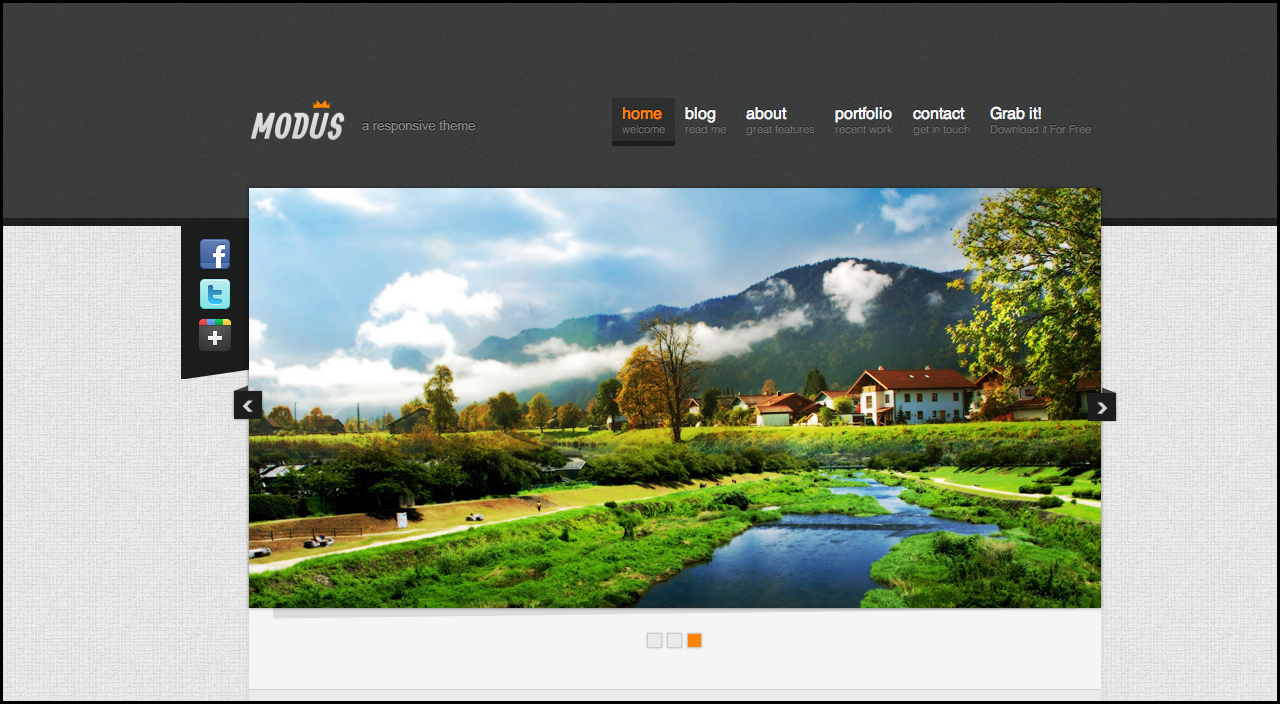 MODUS
a responsive theme
home
welcome
blog
read me
about
great features
portfolio
recent work
contact
get in touch
Grab it!
Download it For Free